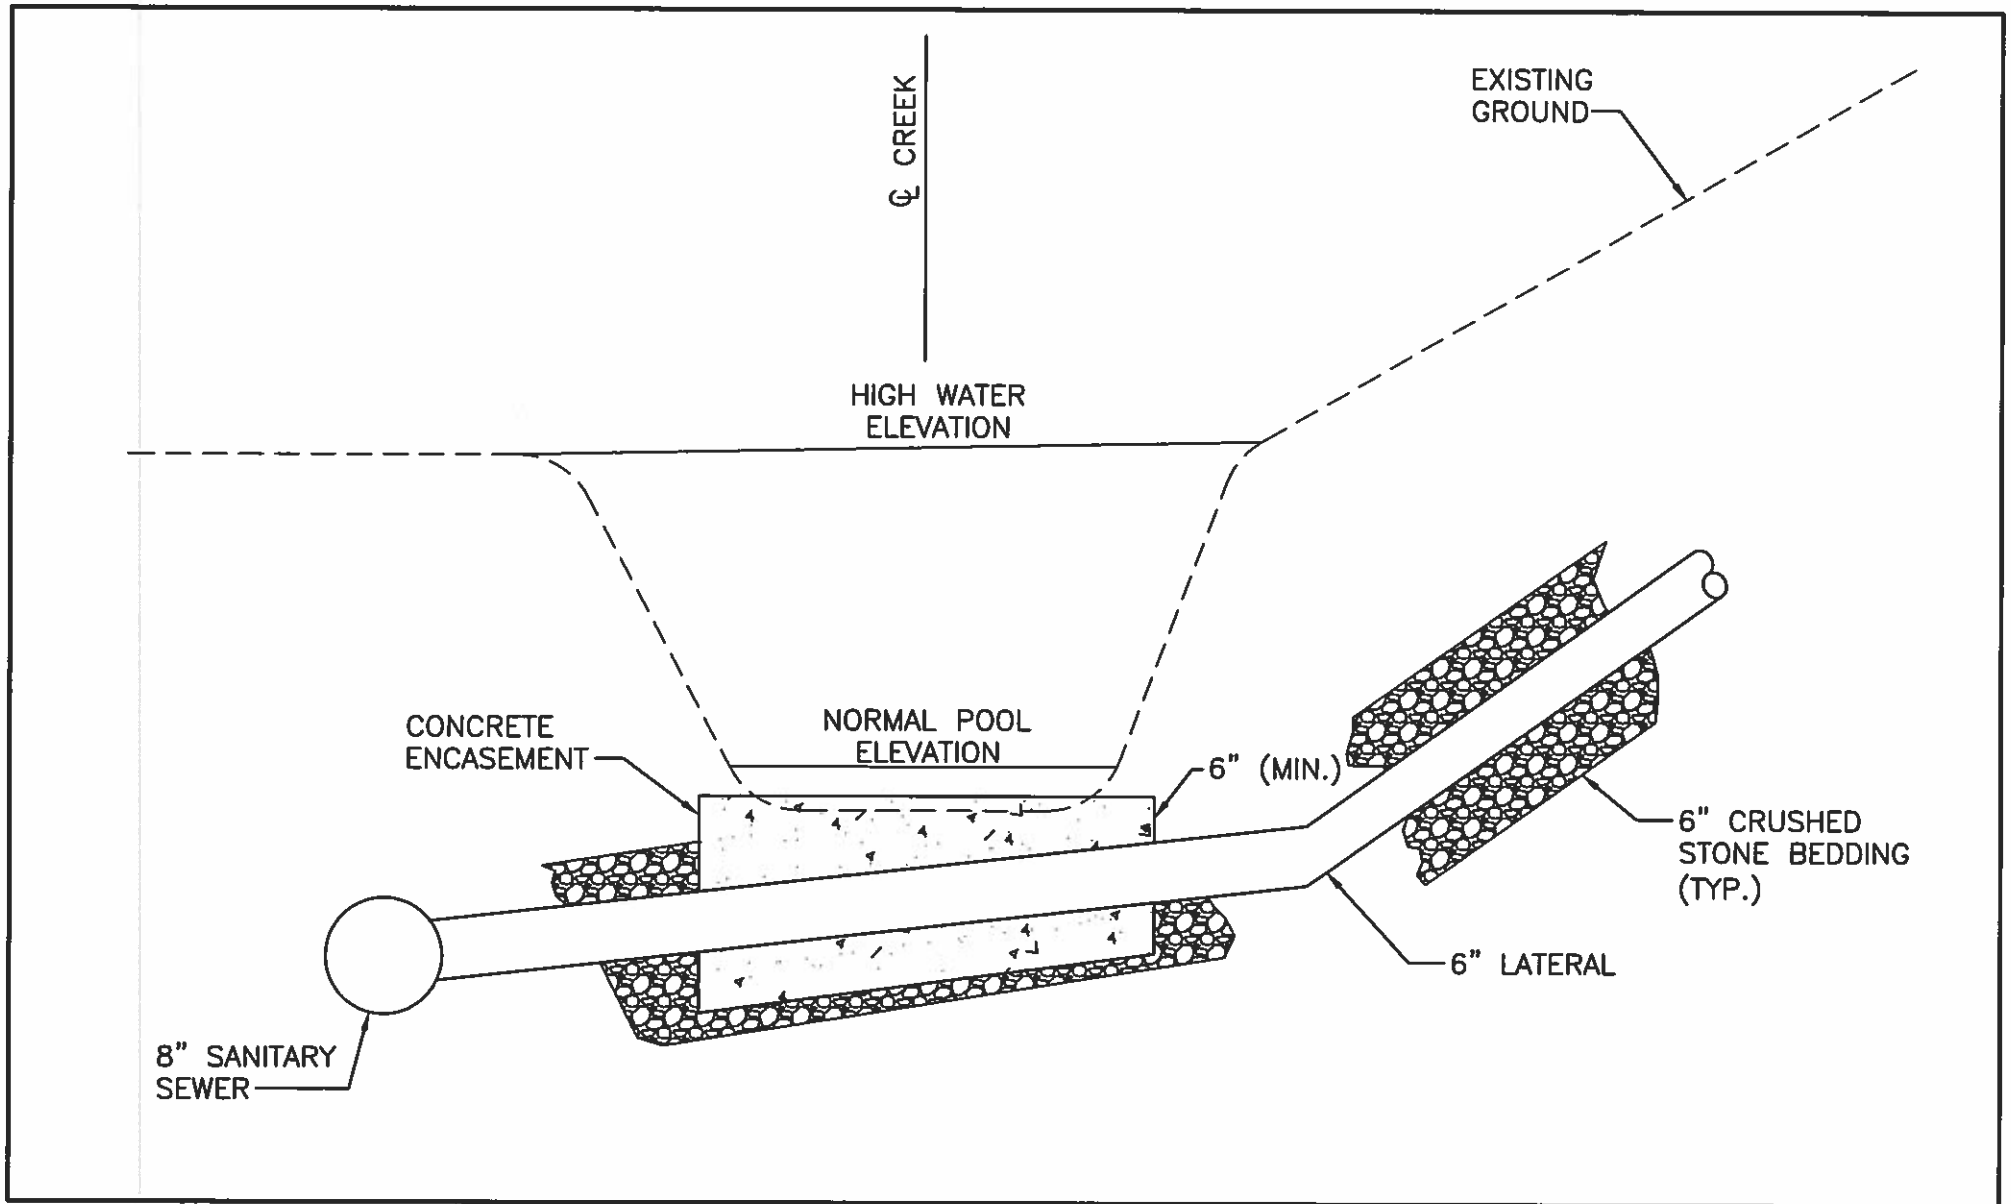 EXISTING
GROUND
℄ CREEK
HIGH WATER
ELEVATION
CONCRETE
ENCASEMENT
NORMAL POOL
ELEVATION
6" (MIN.)
6" CRUSHED
STONE BEDDING
(TYP.)
6" LATERAL
8" SANITARY
SEWER